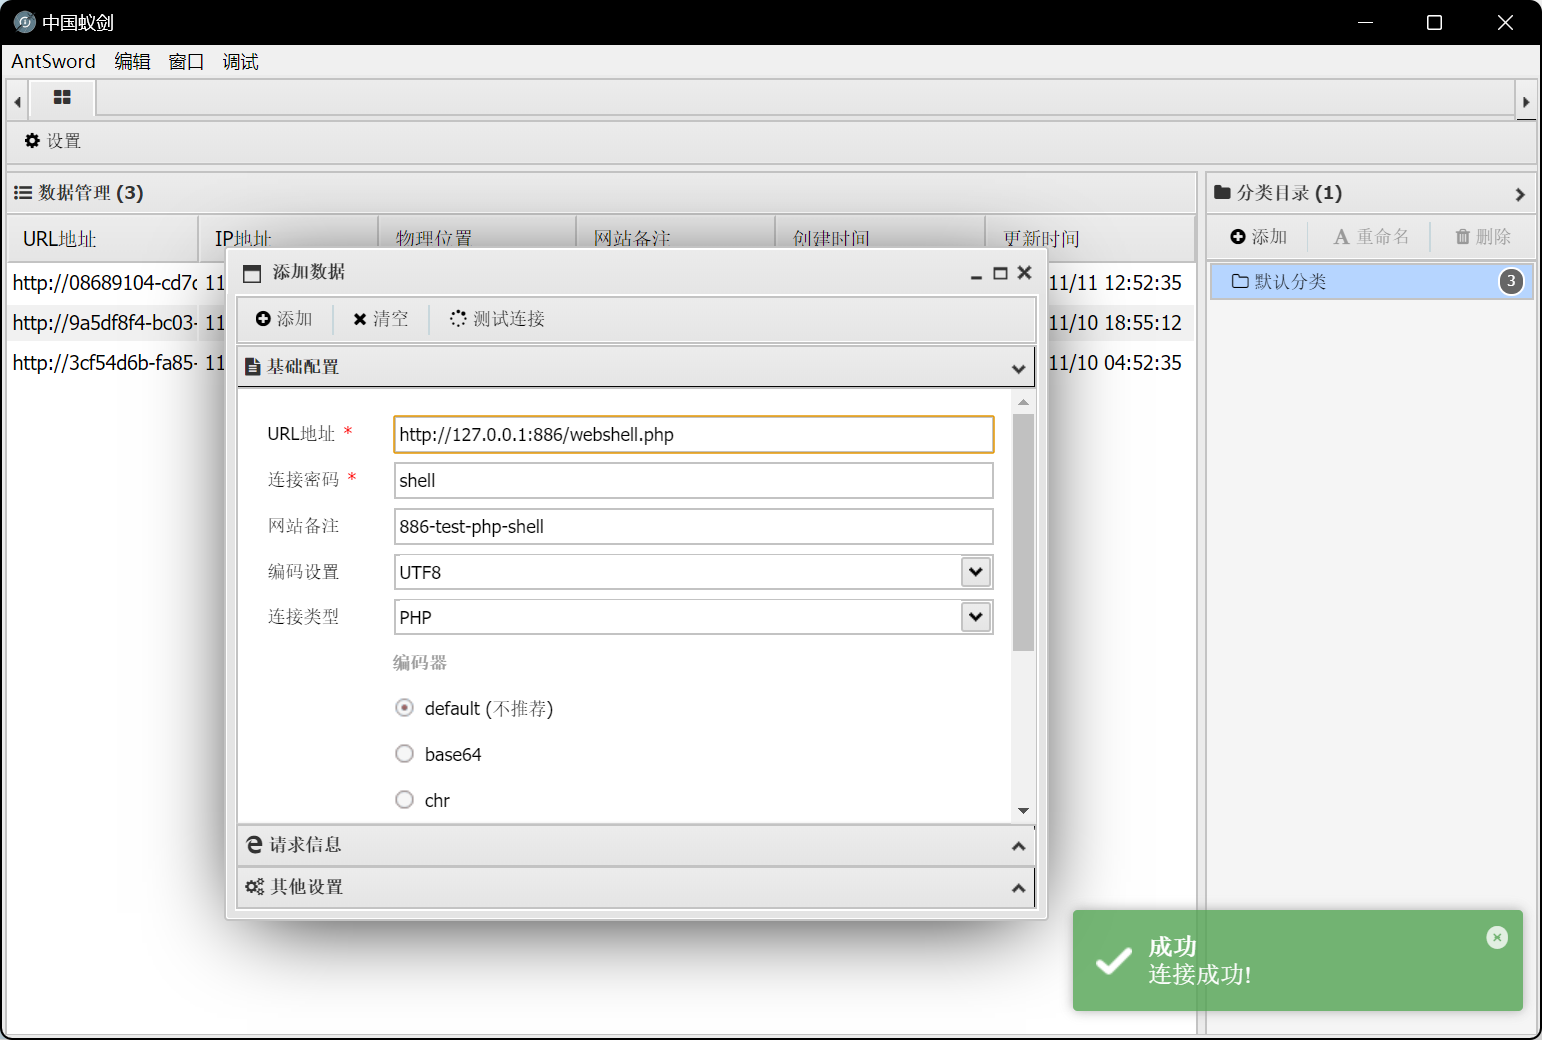 中国蚁剑
AntSword 编辑 窗口 调试
设置
数据管理 (3)
分类目录 (1)
URL地址 IP地址 物理位置 网站备注 创建时间 更新时间
添加 重命名 删除
http://08689104-cd7c 11 11/11 12:52:35
默认分类 3
http://9a5df8f4-bc03- 11 11/10 18:55:12
http://3cf54d6b-fa85- 11 11/10 04:52:35
添加数据
添加 清空 测试连接
基础配置
URL地址 * http://127.0.0.1:886/webshell.php
连接密码 * shell
网站备注 886-test-php-shell
编码设置 UTF8
连接类型 PHP
编码器
default (不推荐)
base64
chr
请求信息
其他设置
成功
连接成功!